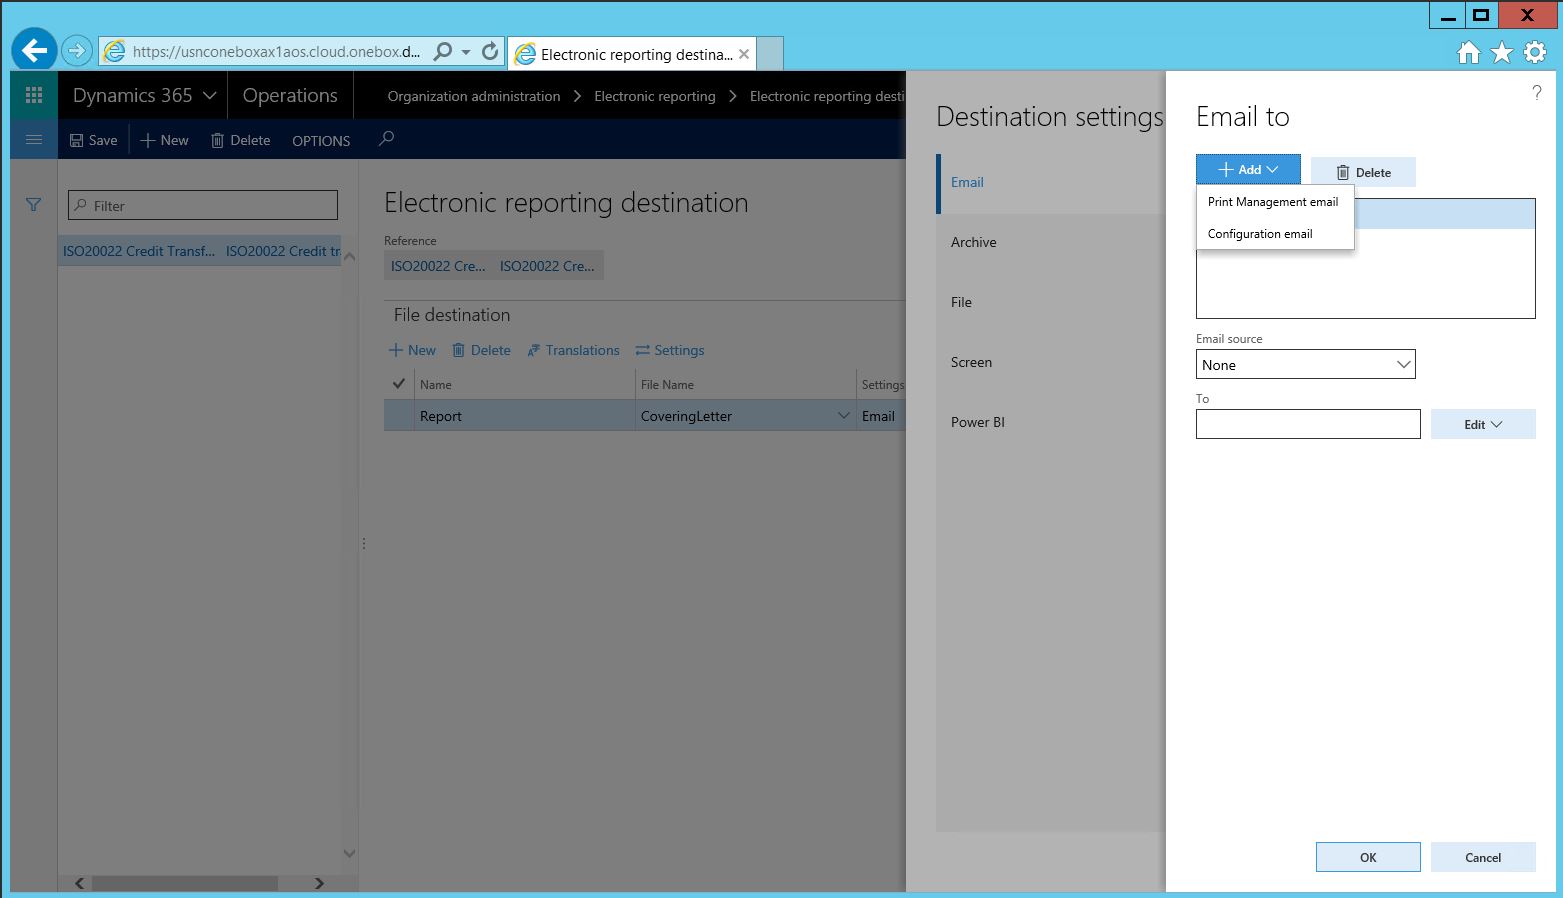 https://usnconeboxax1aos.cloud.onebox.d...
Electronic reporting destina...
Dynamics 365
Operations
Organization administration > Electronic reporting > Electronic reporting desti
Save
New
Delete
OPTIONS
Filter
ISO20022 Credit Transf...
ISO20022 Credit tr
Electronic reporting destination
Reference
ISO20022 Cre...
ISO20022 Cre...
File destination
New
Delete
Translations
Settings
Name
File Name
Settings
Report
CoveringLetter
Email
Destination settings
Email
Archive
File
Screen
Power BI
?
Email to
Add
Delete
Print Management email
Configuration email
Email source
None
To
Edit
OK
Cancel